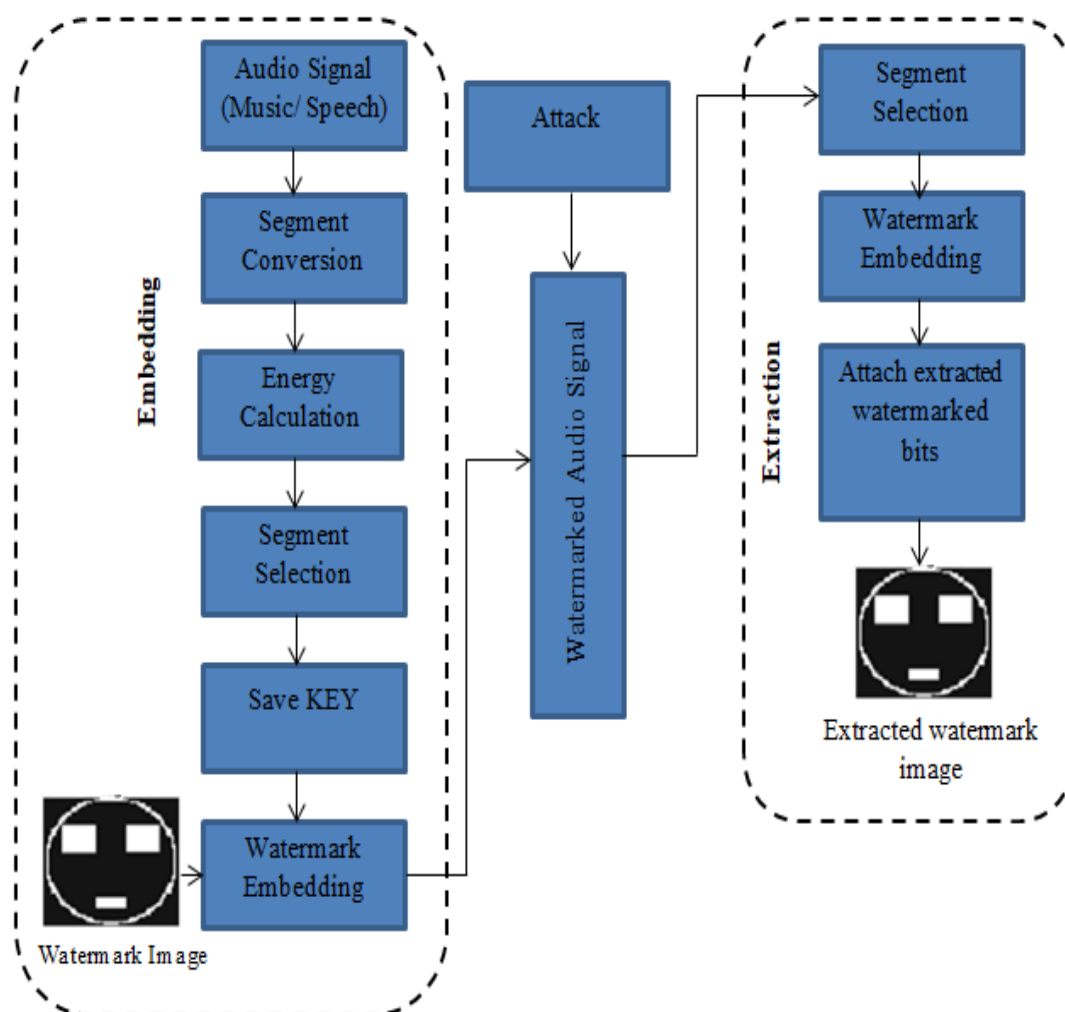 Audio Signal
(Music/ Speech)
Segment
Conversion
Energy
Calculation
Segment
Selection
Save KEY
Watermark
Embedding
Watermark Image
Embedding
Attack
Watermarked Audio Signal
Segment
Selection
Watermark
Embedding
Attach extracted
watermarked
bits
Extracted watermark
image
Extraction